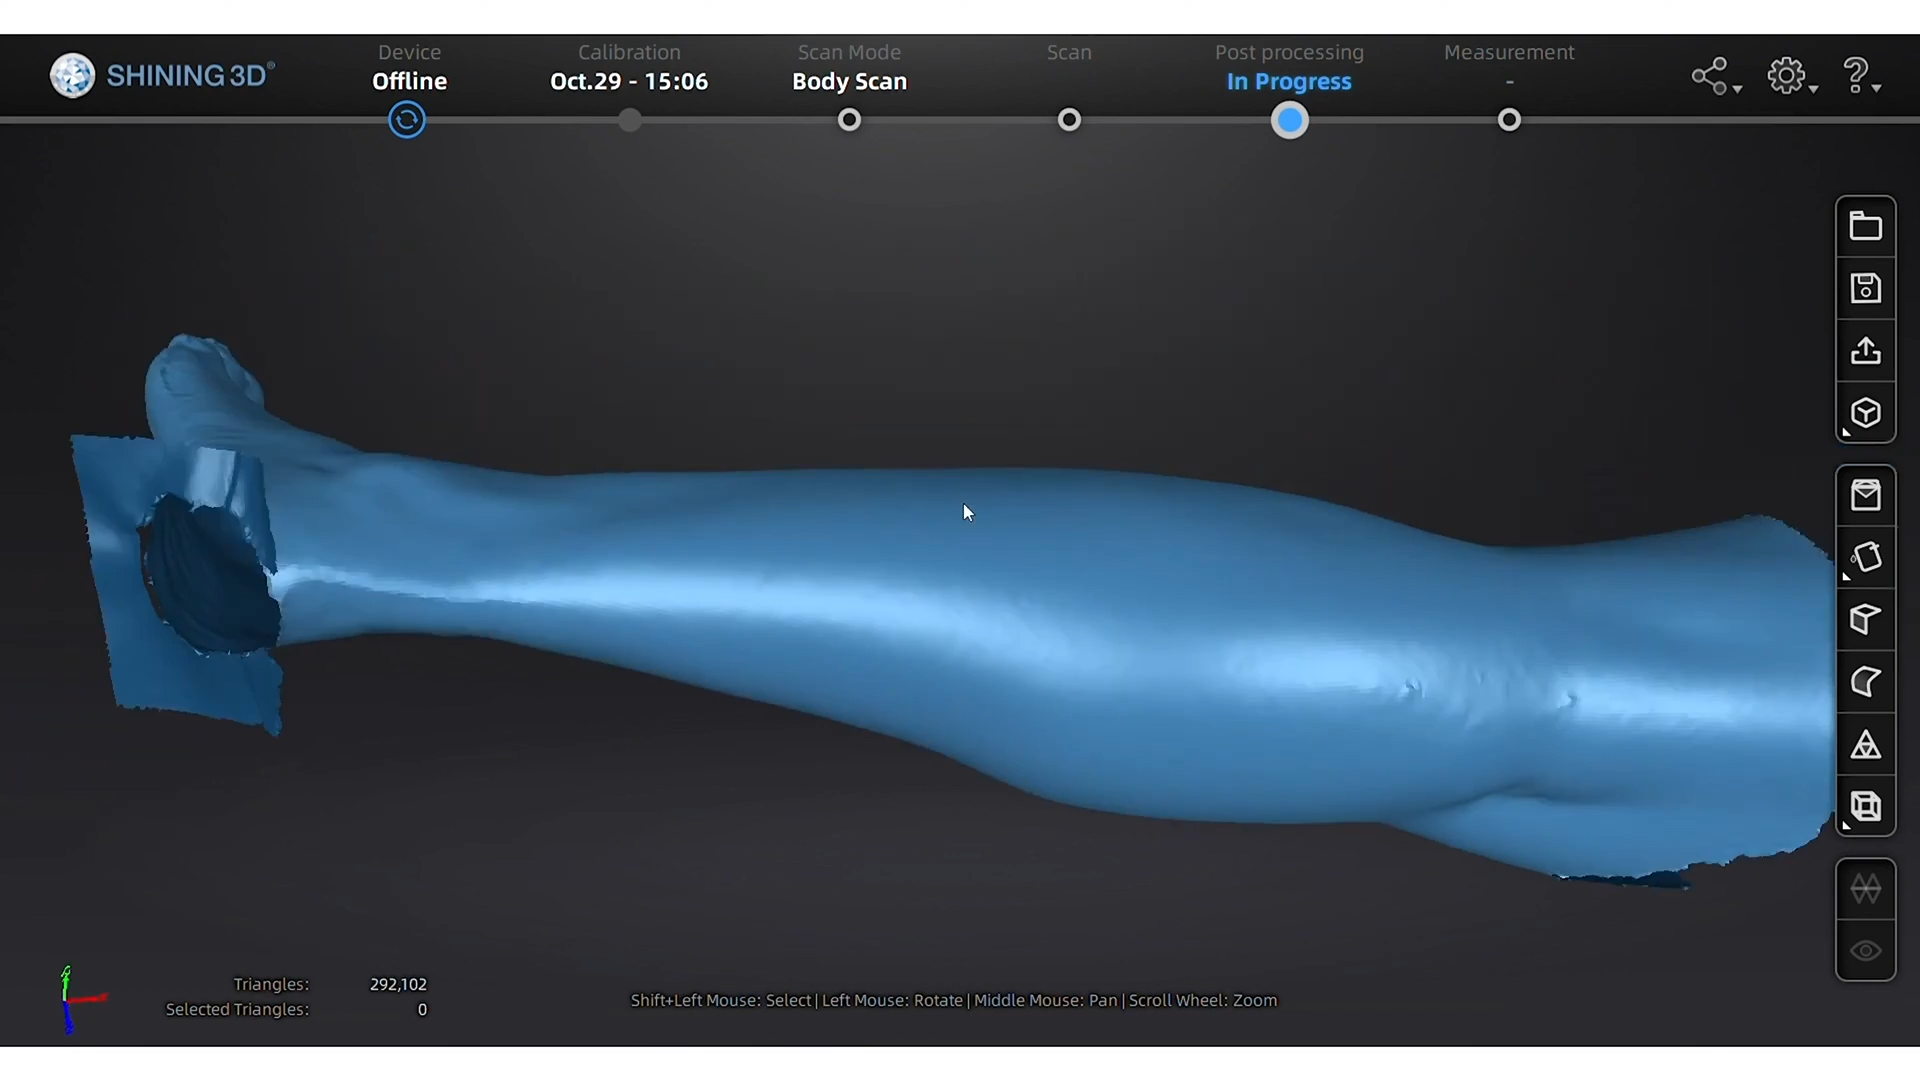 SHINING 3D®
Device
Offline
Calibration
Oct.29 - 15:06
Scan Mode
Body Scan
Scan
Post processing
In Progress
Measurement
-
Triangles: 292,102
Selected Triangles: 0
Shift+Left Mouse: Select | Left Mouse: Rotate | Middle Mouse: Pan | Scroll Wheel: Zoom